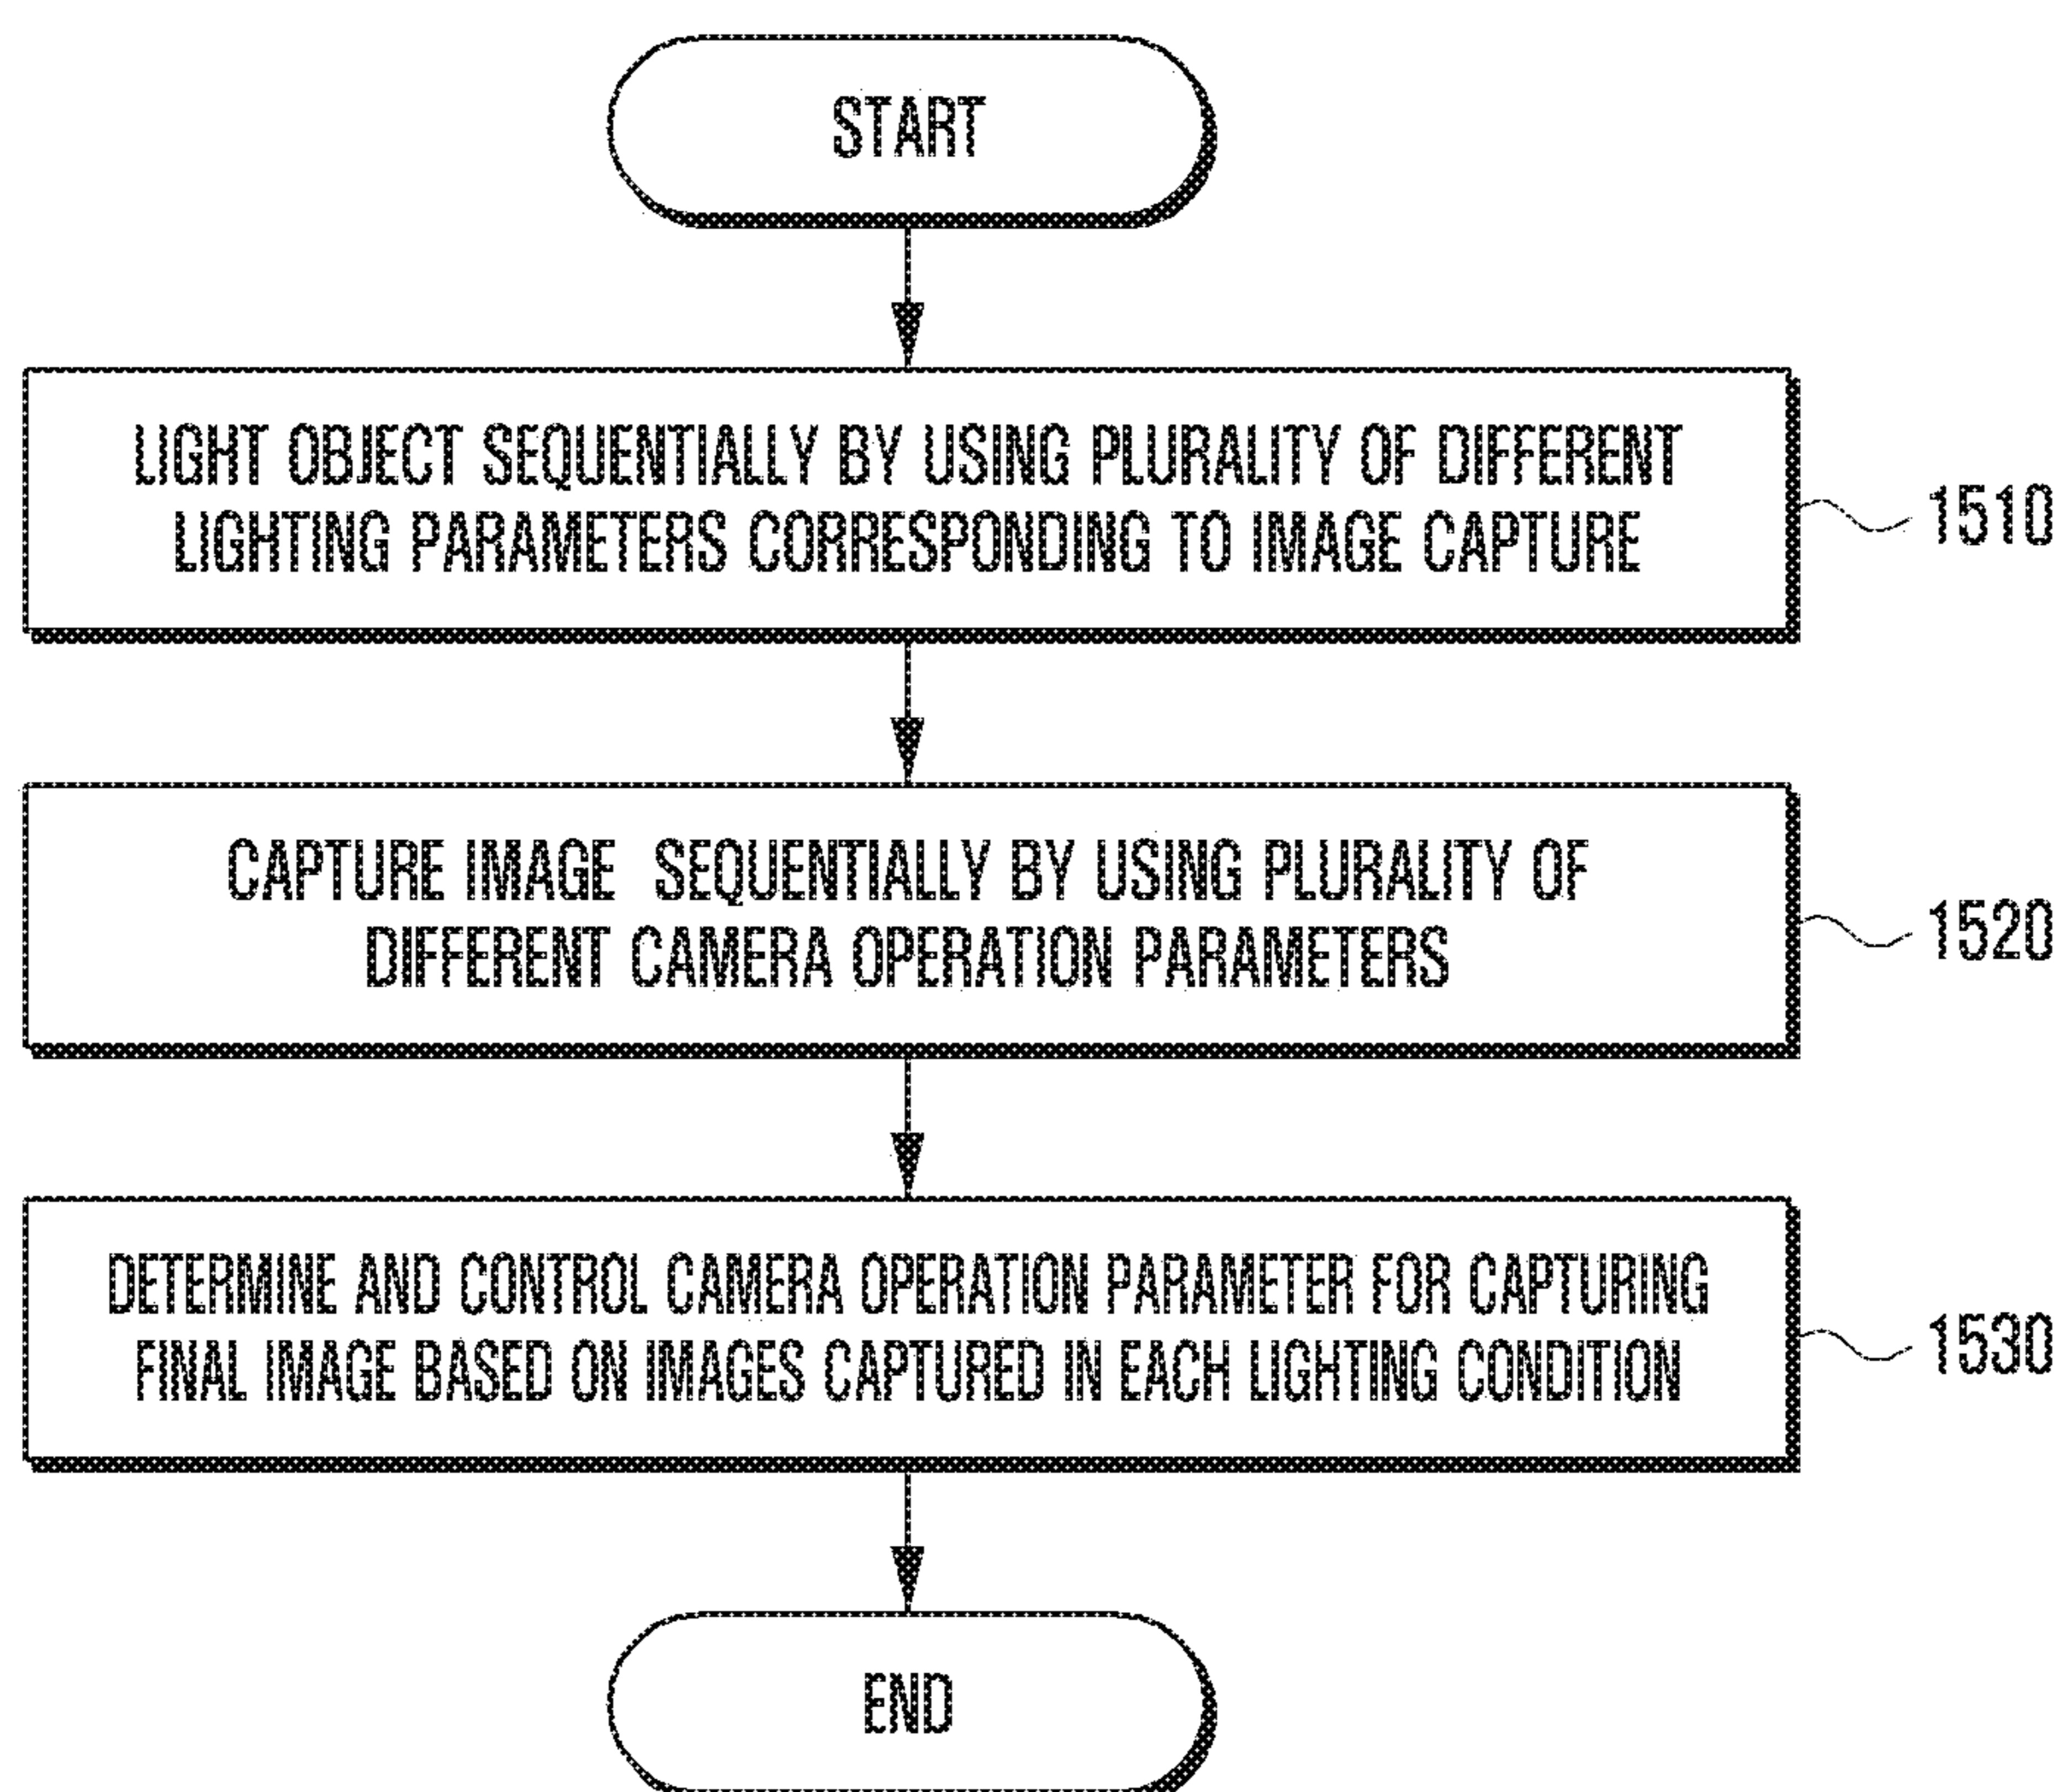 START
LIGHT OBJECT SEQUENTIALLY BY USING PLURALITY OF DIFFERENT
LIGHTING PARAMETERS CORRESPONDING TO IMAGE CAPTURE
1510
CAPTURE IMAGE SEQUENTIALLY BY USING PLURALITY OF
DIFFERENT CAMERA OPERATION PARAMETERS
1520
DETERMINE AND CONTROL CAMERA OPERATION PARAMETER FOR CAPTURING
FINAL IMAGE BASED ON IMAGES CAPTURED IN EACH LIGHTING CONDITION
1530
END